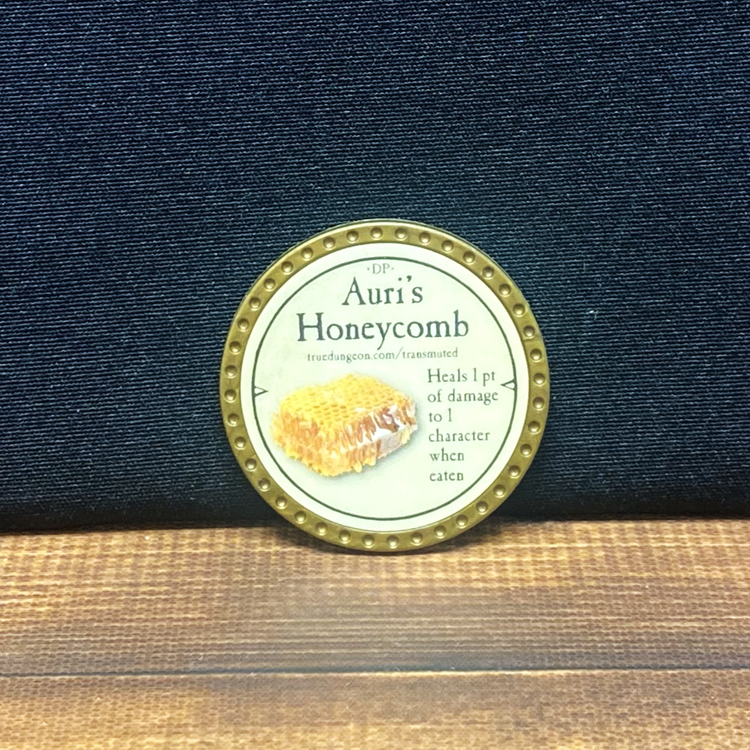 ·DP·
Auri's
Honeycomb
truedungeon.com/transmuted
Heals 1 pt
of damage
to 1
character
when
eaten